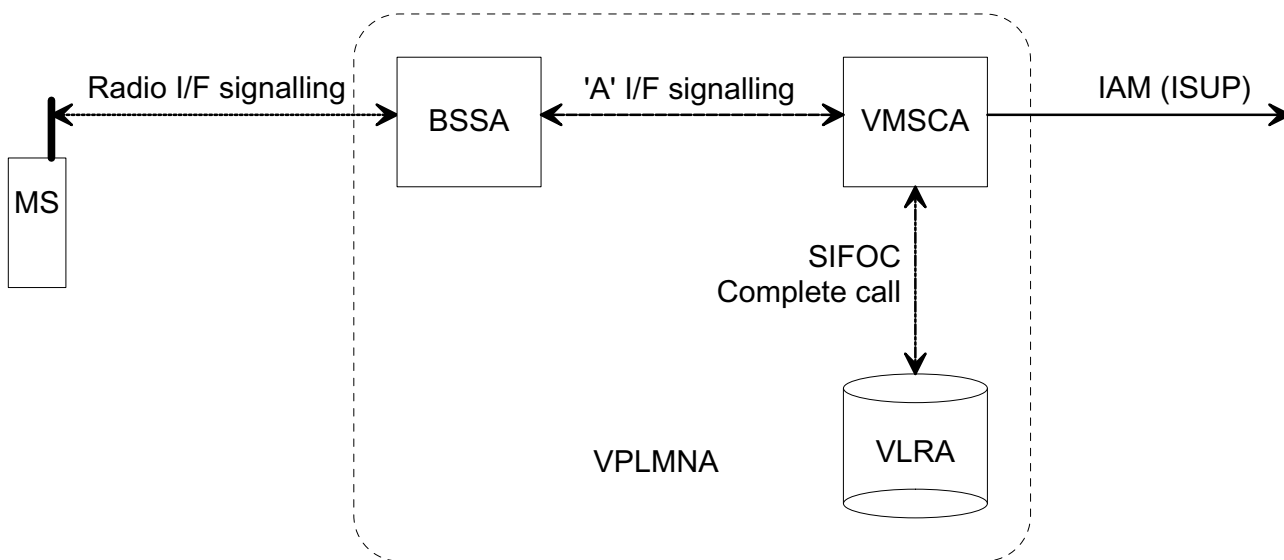 Radio I/F signalling
'A' I/F signalling
IAM (ISUP)
BSSA
VMSCA
MS
SIFOC
Complete call
VPLMNA
VLRA